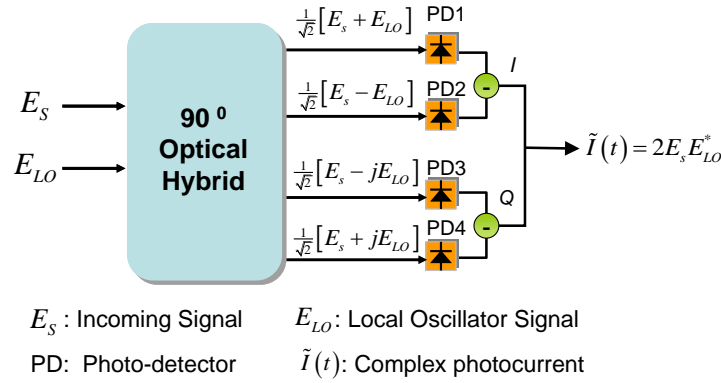 1/√2 [E_s + E_LO]
PD1
I
-
E_S
1/√2 [E_s − E_LO]
PD2
90 ⁰
Optical
Hybrid
Ĩ(t) = 2E_s E*_LO
E_LO
1/√2 [E_s − jE_LO]
PD3
Q
-
1/√2 [E_s + jE_LO]
PD4
E_S : Incoming Signal
E_LO: Local Oscillator Signal
PD: Photo-detector
Ĩ(t): Complex photocurrent